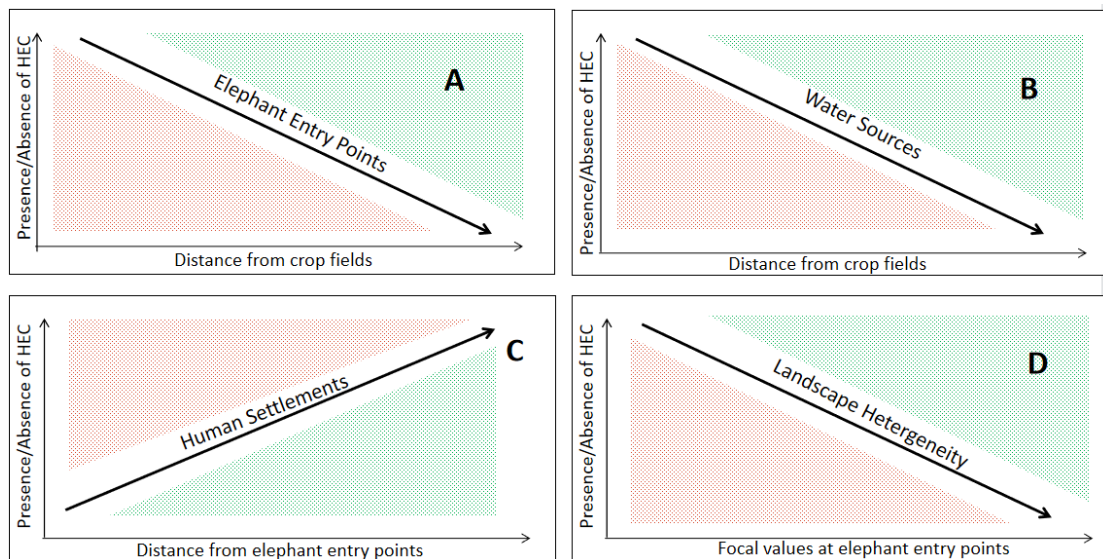 Presence/Absence of HEC
Elephant Entry Points
A
Distance from crop fields
Presence/Absence of HEC
Water Sources
B
Distance from crop fields
Presence/Absence of HEC
Human Settlements
C
Distance from elephant entry points
Presence/Absence of HEC
Landscape Hetergeneity
D
Focal values at elephant entry points